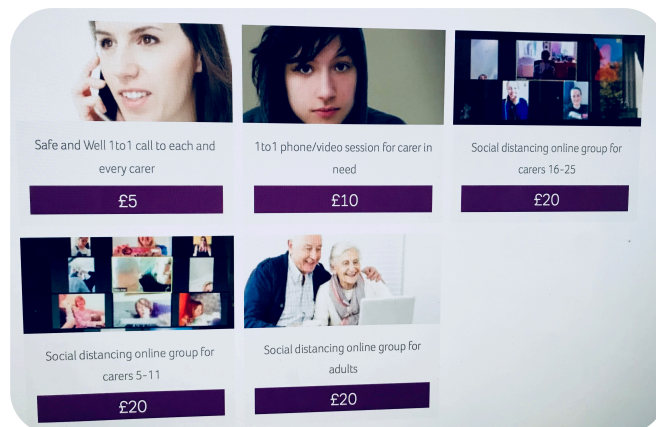 Safe and Well 1to1 call to each and
every carer
£5
1to1 phone/video session for carer in
need
£10
Social distancing online group for
carers 16-25
£20
Social distancing online group for
carers 5-11
£20
Social distancing online group for
adults
£20